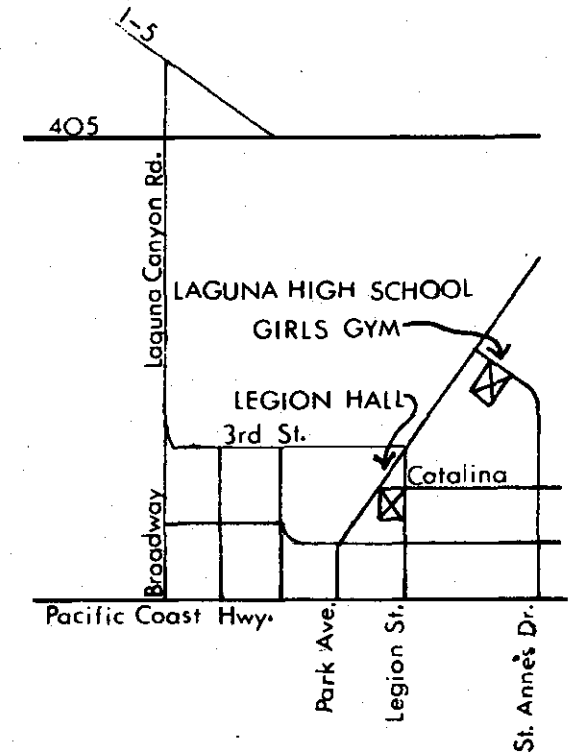 I-5
405
Laguna Canyon Rd.
LAGUNA HIGH SCHOOL
GIRLS GYM
LEGION HALL
3rd St.
Catalina
Broadway
Pacific Coast Hwy.
Park Ave.
Legion St.
St. Anne's Dr.